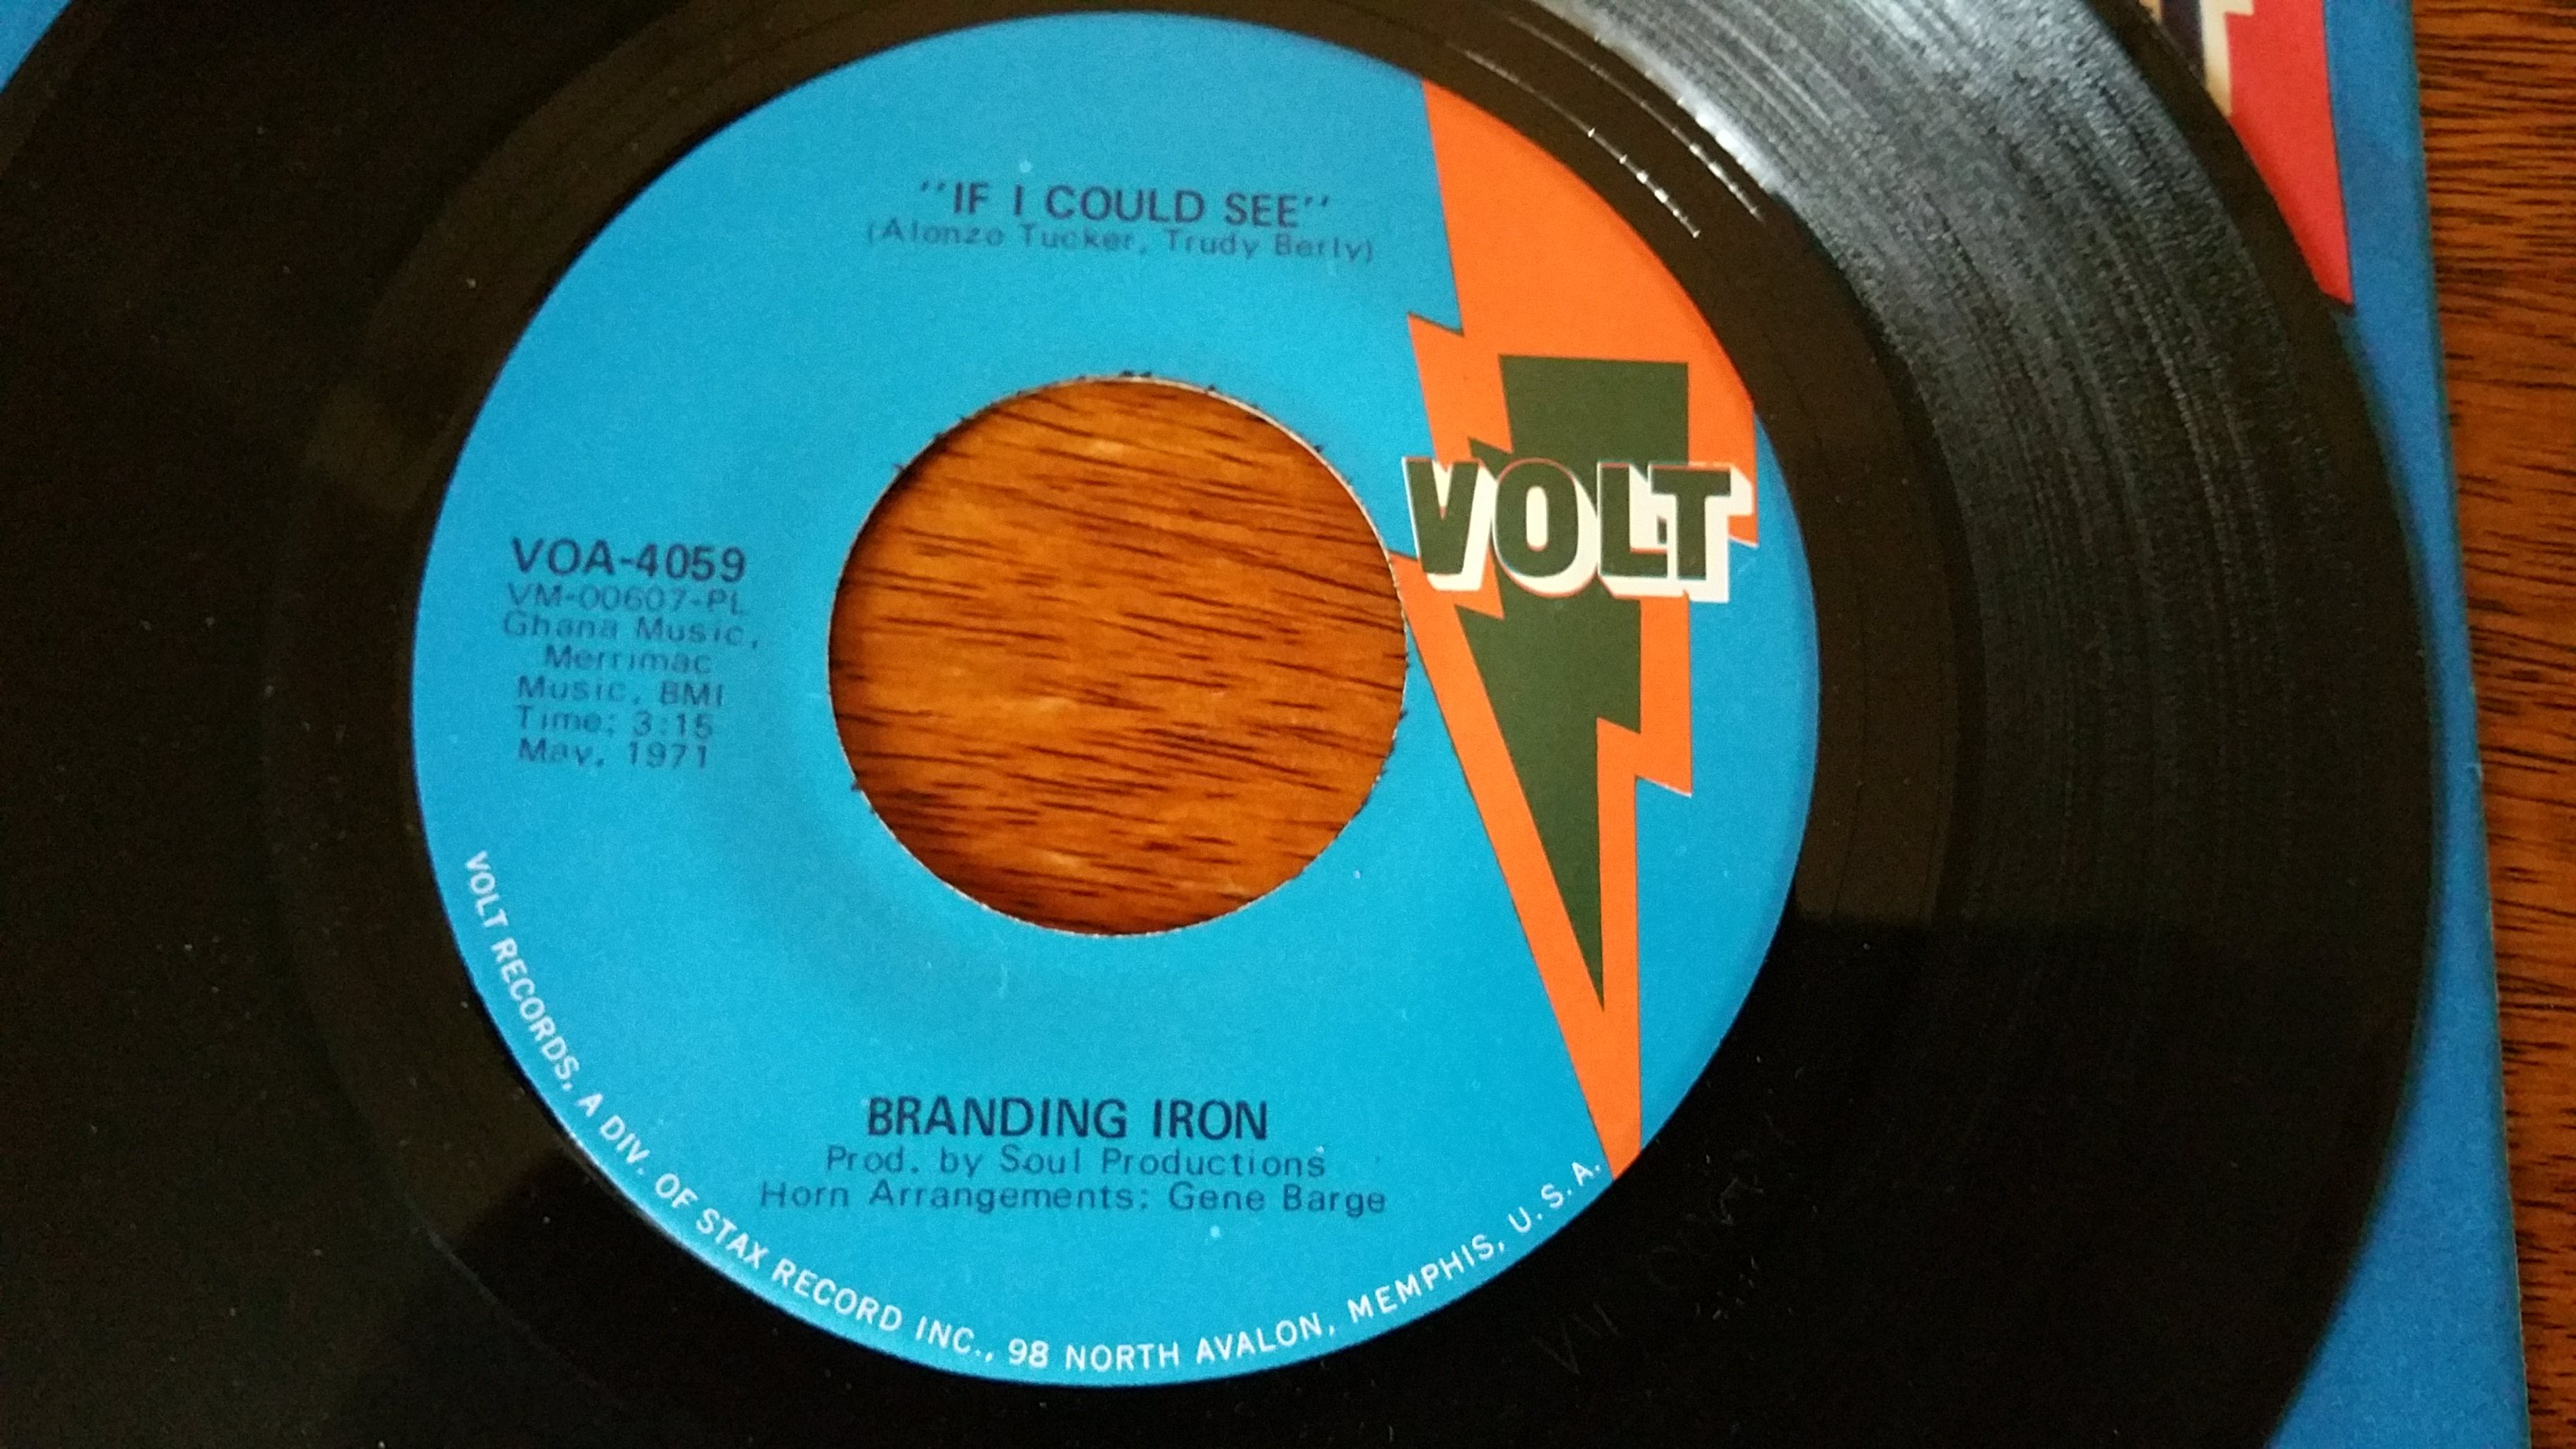 "IF I COULD SEE"
(Alonzo Tucker, Trudy Berly)
VOLT
VOA-4059
VM-00607-PL
Ghana Music,
Merrimac
Music, BMI
Time: 3:15
May, 1971
BRANDING IRON
Prod. by Soul Productions
Horn Arrangements: Gene Barge
VOLT RECORDS, A DIV. OF STAX RECORD INC., 98 NORTH AVALON, MEMPHIS, U.S.A.